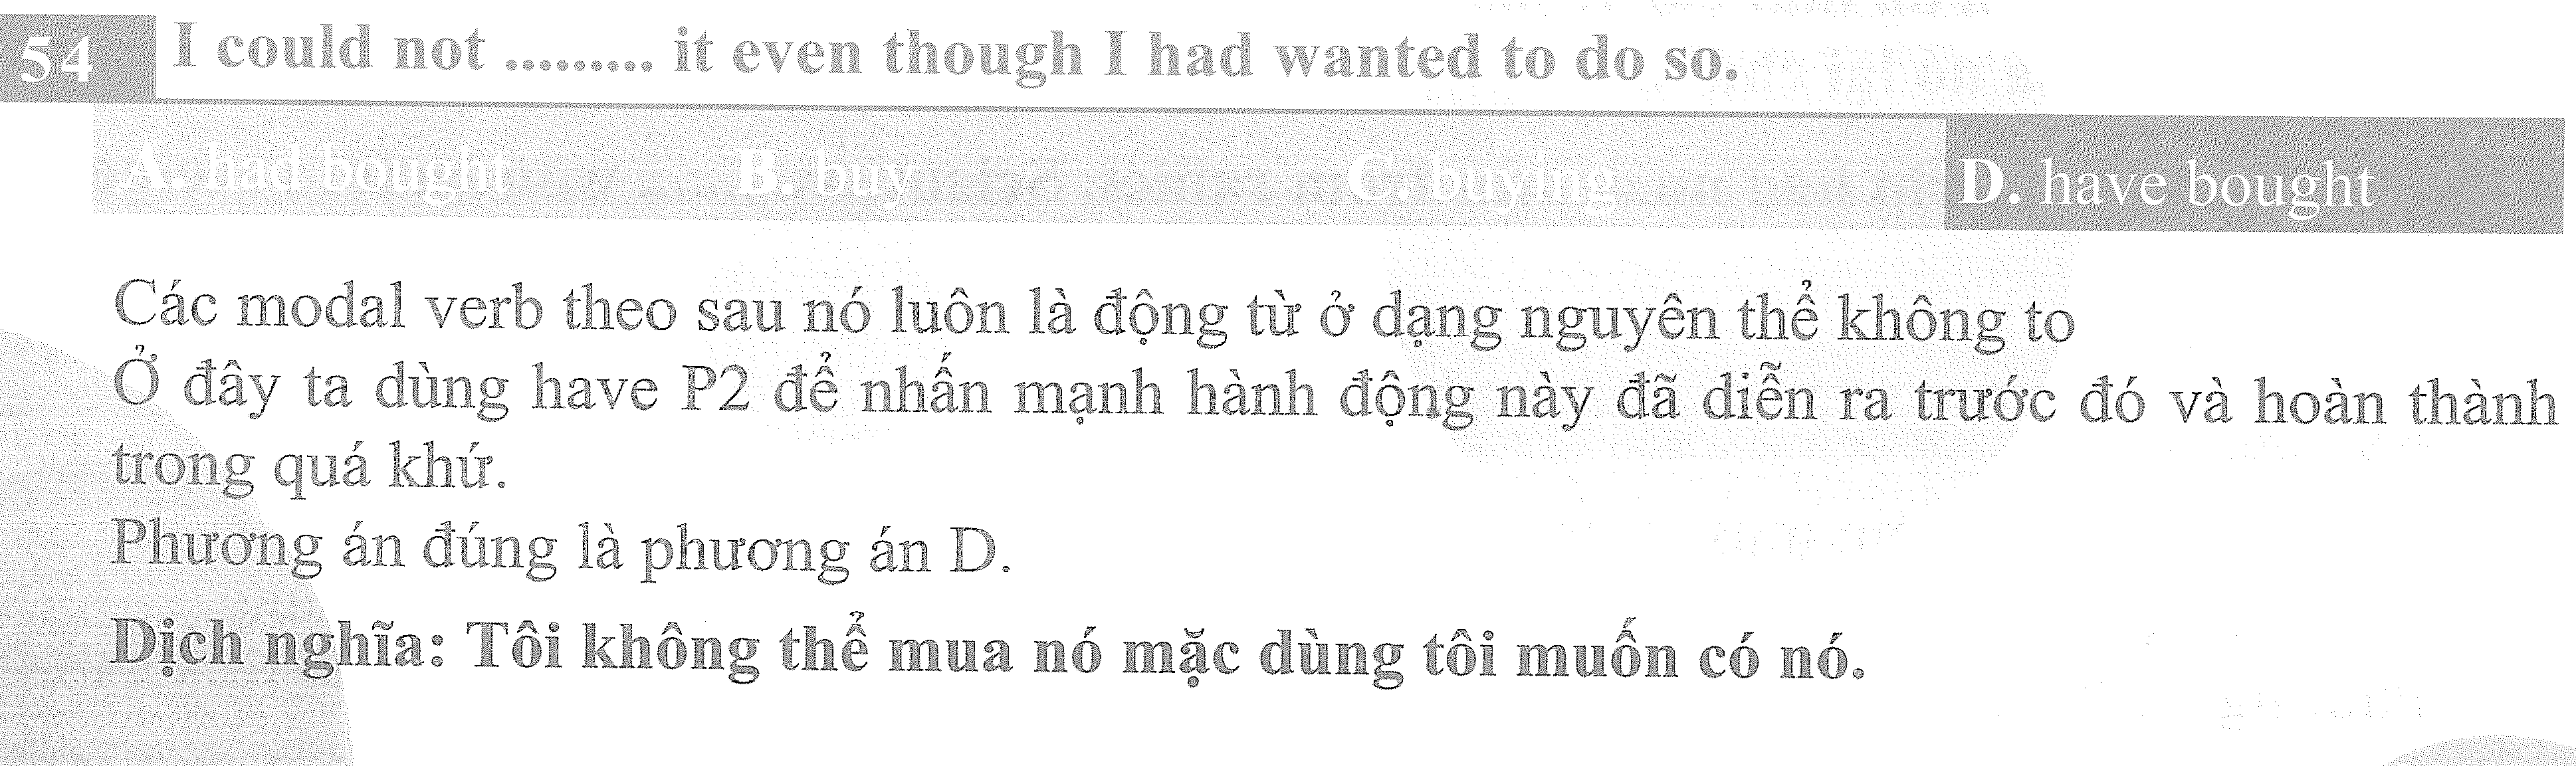 54 I could not ......... it even though I had wanted to do so.
A. had bought B. buy C. buying D. have bought
Các modal verb theo sau nó luôn là động từ ở dạng nguyên thể không to
Ở đây ta dùng have P2 để nhấn mạnh hành động này đã diễn ra trước đó và hoàn thành
trong quá khứ.
Phương án đúng là phương án D.
Dịch nghĩa: Tôi không thể mua nó mặc dùng tôi muốn có nó.